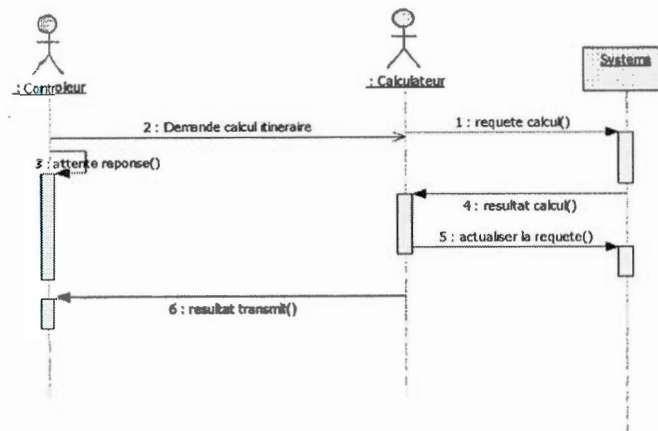 : Controleur
: Calculateur
Systeme
2 : Demande calcul itineraire
1 : requete calcul()
3 : attente reponse()
4 : resultat calcul()
5 : actualiser la requete()
6 : resultat transmit()